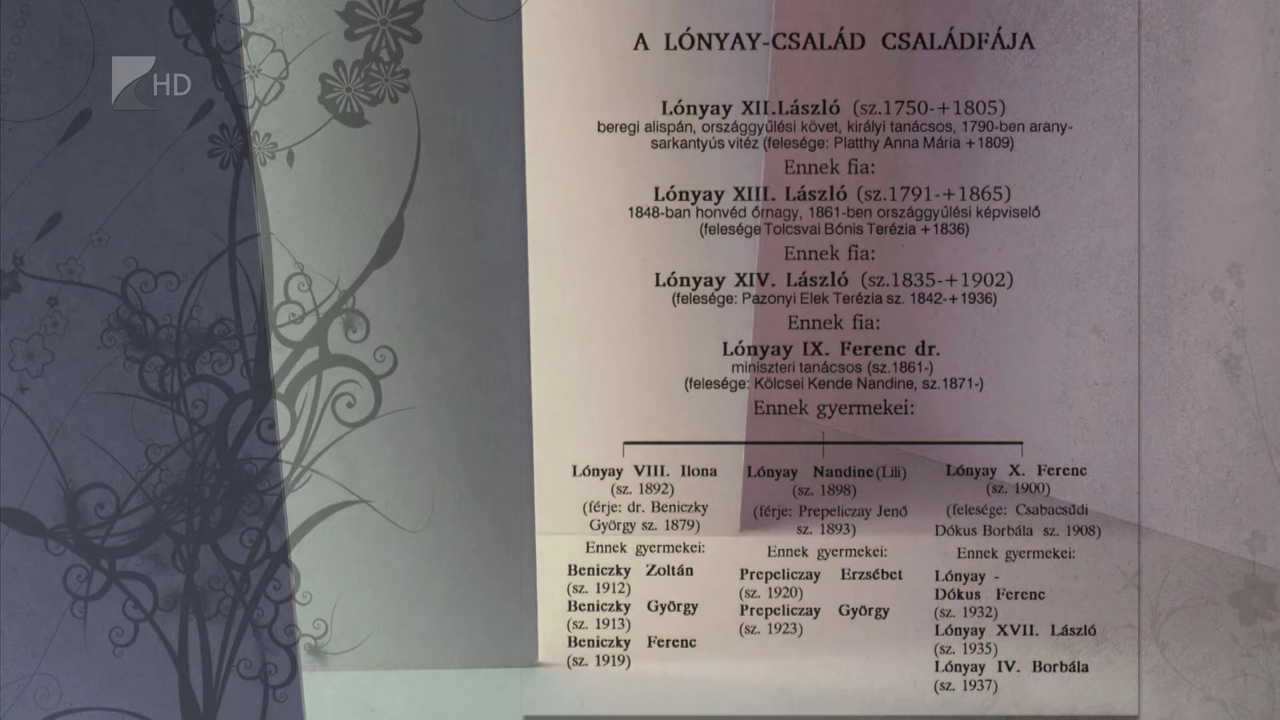 HD
A LÓNYAY-CSALÁD CSALÁDFÁJA
Lónyay XII.László (sz.1750-+1805)
beregi alispán, országgyűlési követ, királyi tanácsos, 1790-ben arany-
sarkantyús vitéz (felesége: Platthy Anna Mária +1809)
Ennek fia:
Lónyay XIII. László (sz.1791-+1865)
1848-ban honvéd őrnagy, 1861-ben országgyűlési képviselő
(felesége Tolcsvai Bónis Terézia +1836)
Ennek fia:
Lónyay XIV. László (sz.1835-+1902)
(felesége: Pazonyi Elek Terézia sz. 1842-+1936)
Ennek fia:
Lónyay IX. Ferenc dr.
miniszteri tanácsos (sz.1861-)
(felesége: Kölcsei Kende Nandine, sz.1871-)
Ennek gyermekei:
Lónyay VIII. Ilona
(sz. 1892)
(férje: dr. Beniczky
György sz. 1879)
Ennek gyermekei:
Beniczky Zoltán
(sz. 1912)
Beniczky György
(sz. 1913)
Beniczky Ferenc
(sz. 1919)
Lónyay Nandine (Lili)
(sz. 1898)
(férje: Prepeliczay Jenő
sz. 1893)
Ennek gyermekei:
Prepeliczay Erzsébet
(sz. 1920)
Prepeliczay György
(sz. 1923)
Lónyay X. Ferenc
(sz. 1900)
(felesége: Csabacsűdi
Dókus Borbála sz. 1908)
Ennek gyermekei:
Lónyay -
Dókus Ferenc
(sz. 1932)
Lónyay XVII. László
(sz. 1935)
Lónyay IV. Borbála
(sz. 1937)